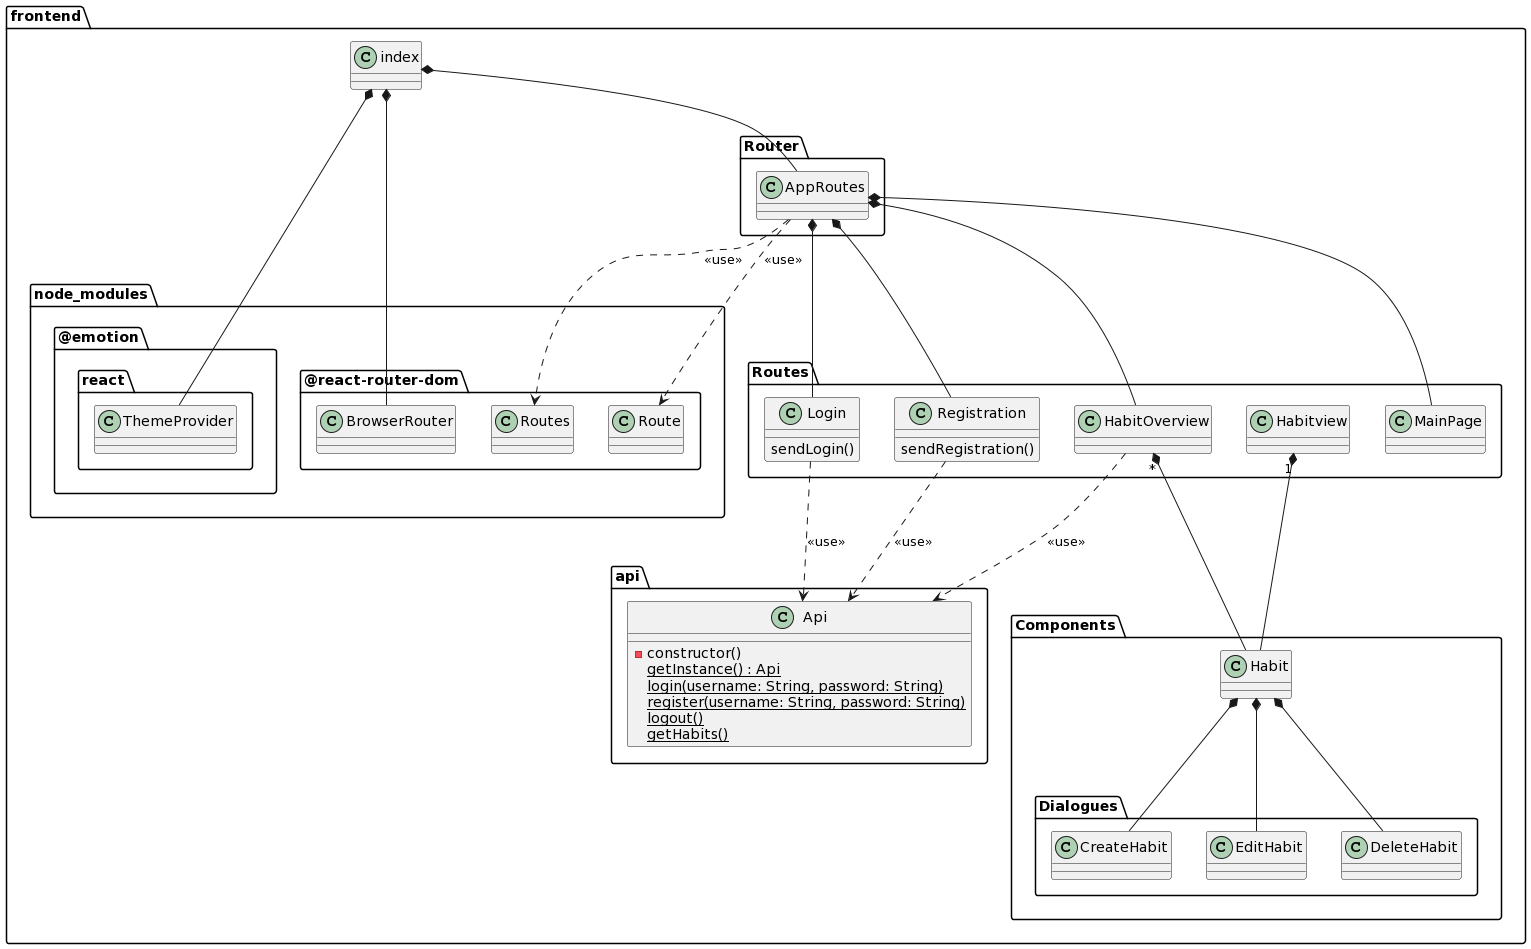 frontend
C index
Router
C AppRoutes
«use»
«use»
node_modules
@emotion
react
C ThemeProvider
@react-router-dom
C BrowserRouter
C Routes
C Route
Routes
C Login
sendLogin()
C Registration
sendRegistration()
C HabitOverview
C Habitview
C MainPage
*
1
«use»
«use»
«use»
api
C Api
constructor()
getInstance() : Api
login(username: String, password: String)
register(username: String, password: String)
logout()
getHabits()
Components
C Habit
Dialogues
C CreateHabit
C EditHabit
C DeleteHabit